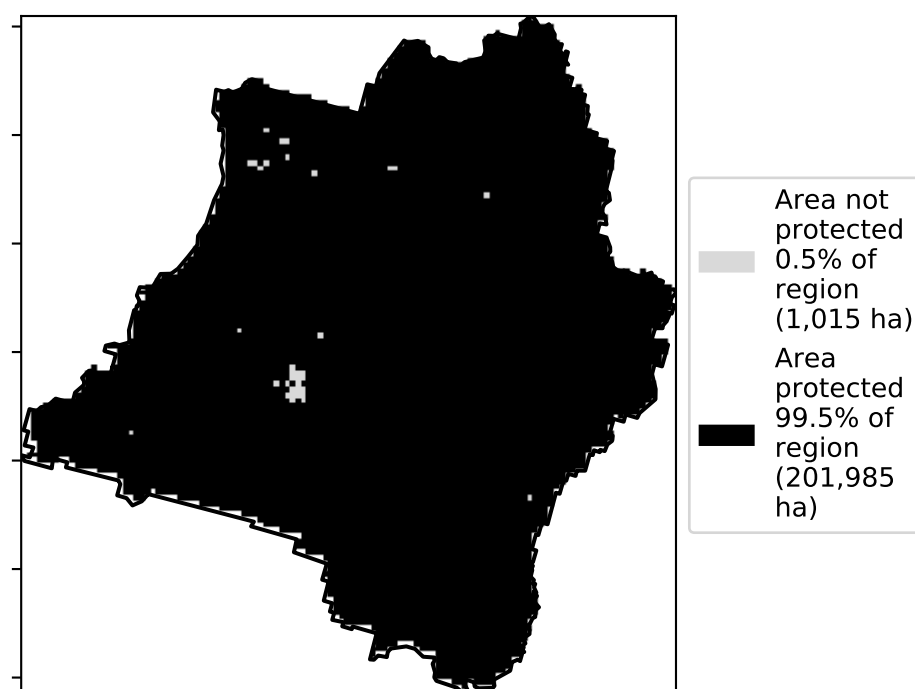 Area not
protected
0.5% of
region
(1,015 ha)
Area
protected
99.5% of
region
(201,985
ha)